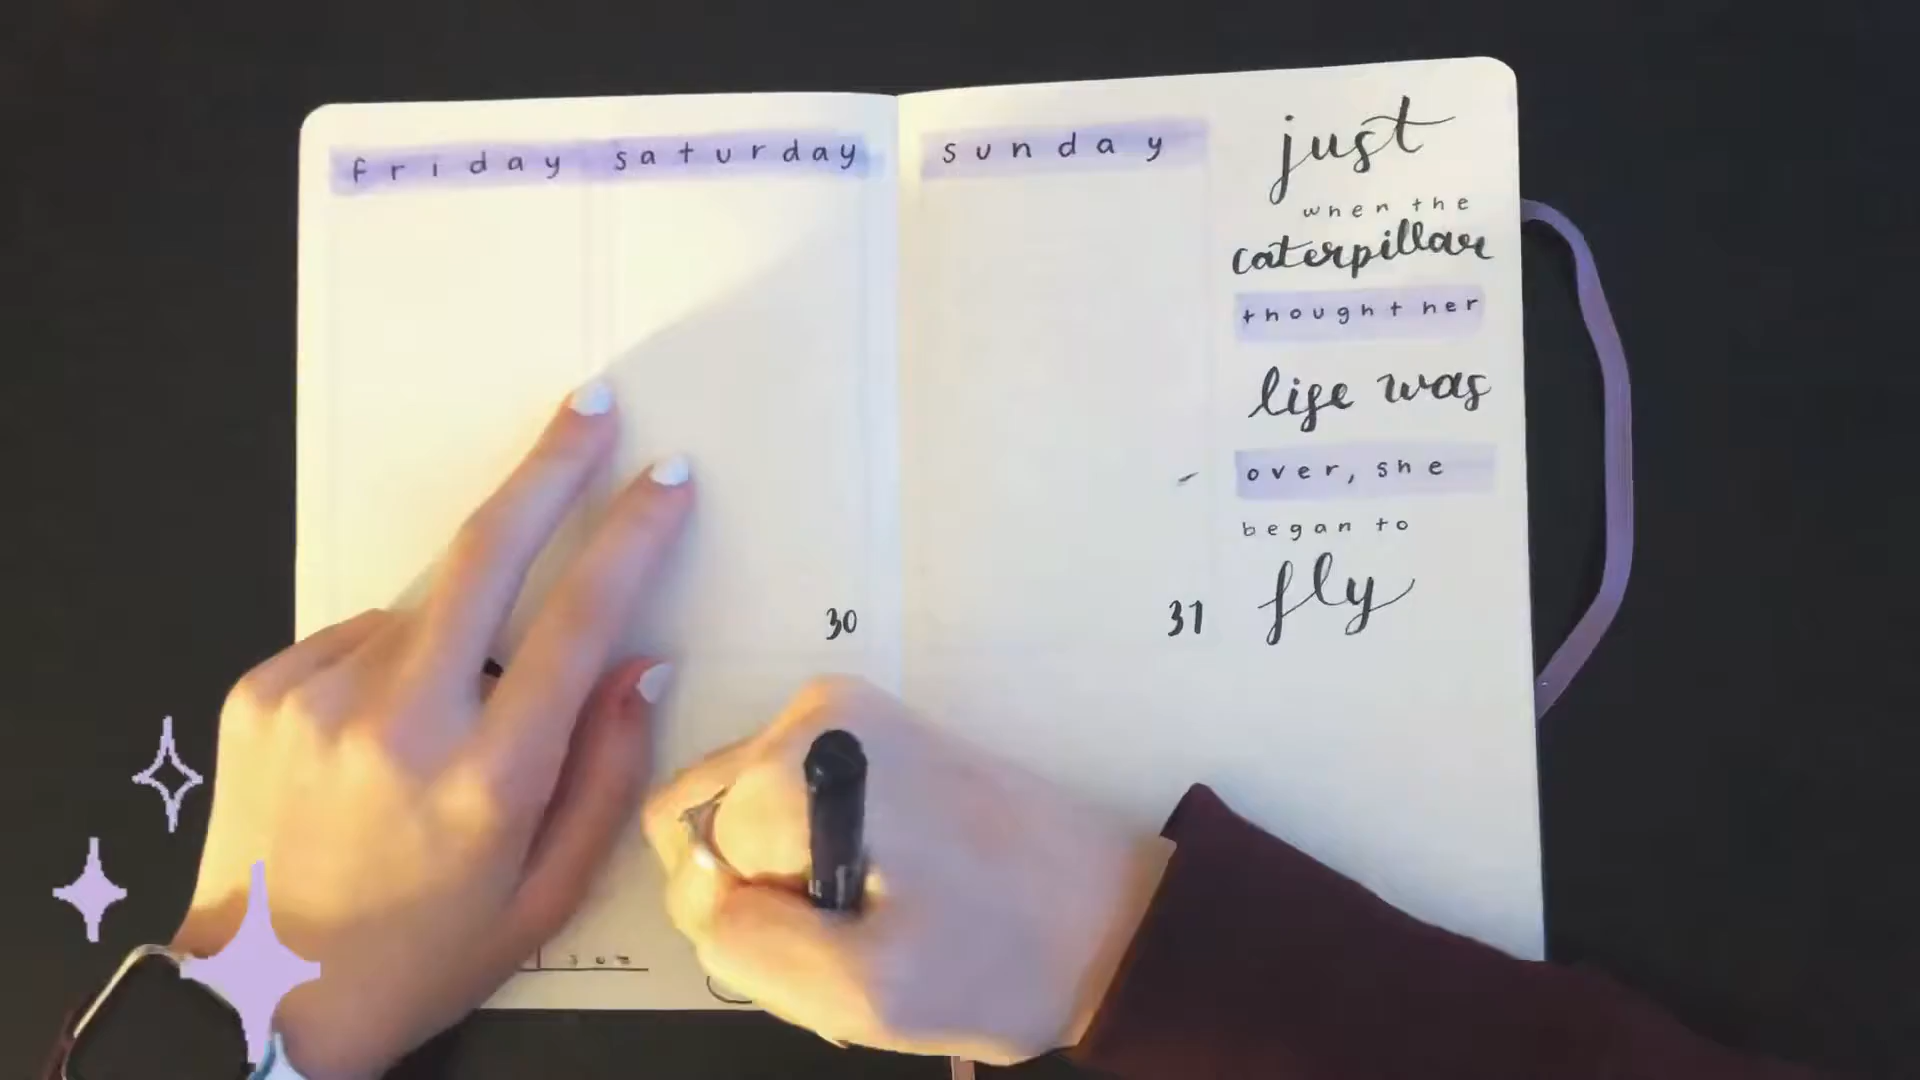 friday saturday sunday
just
when the
caterpillar
thought her
life was
over, she
began to
fly
30 31